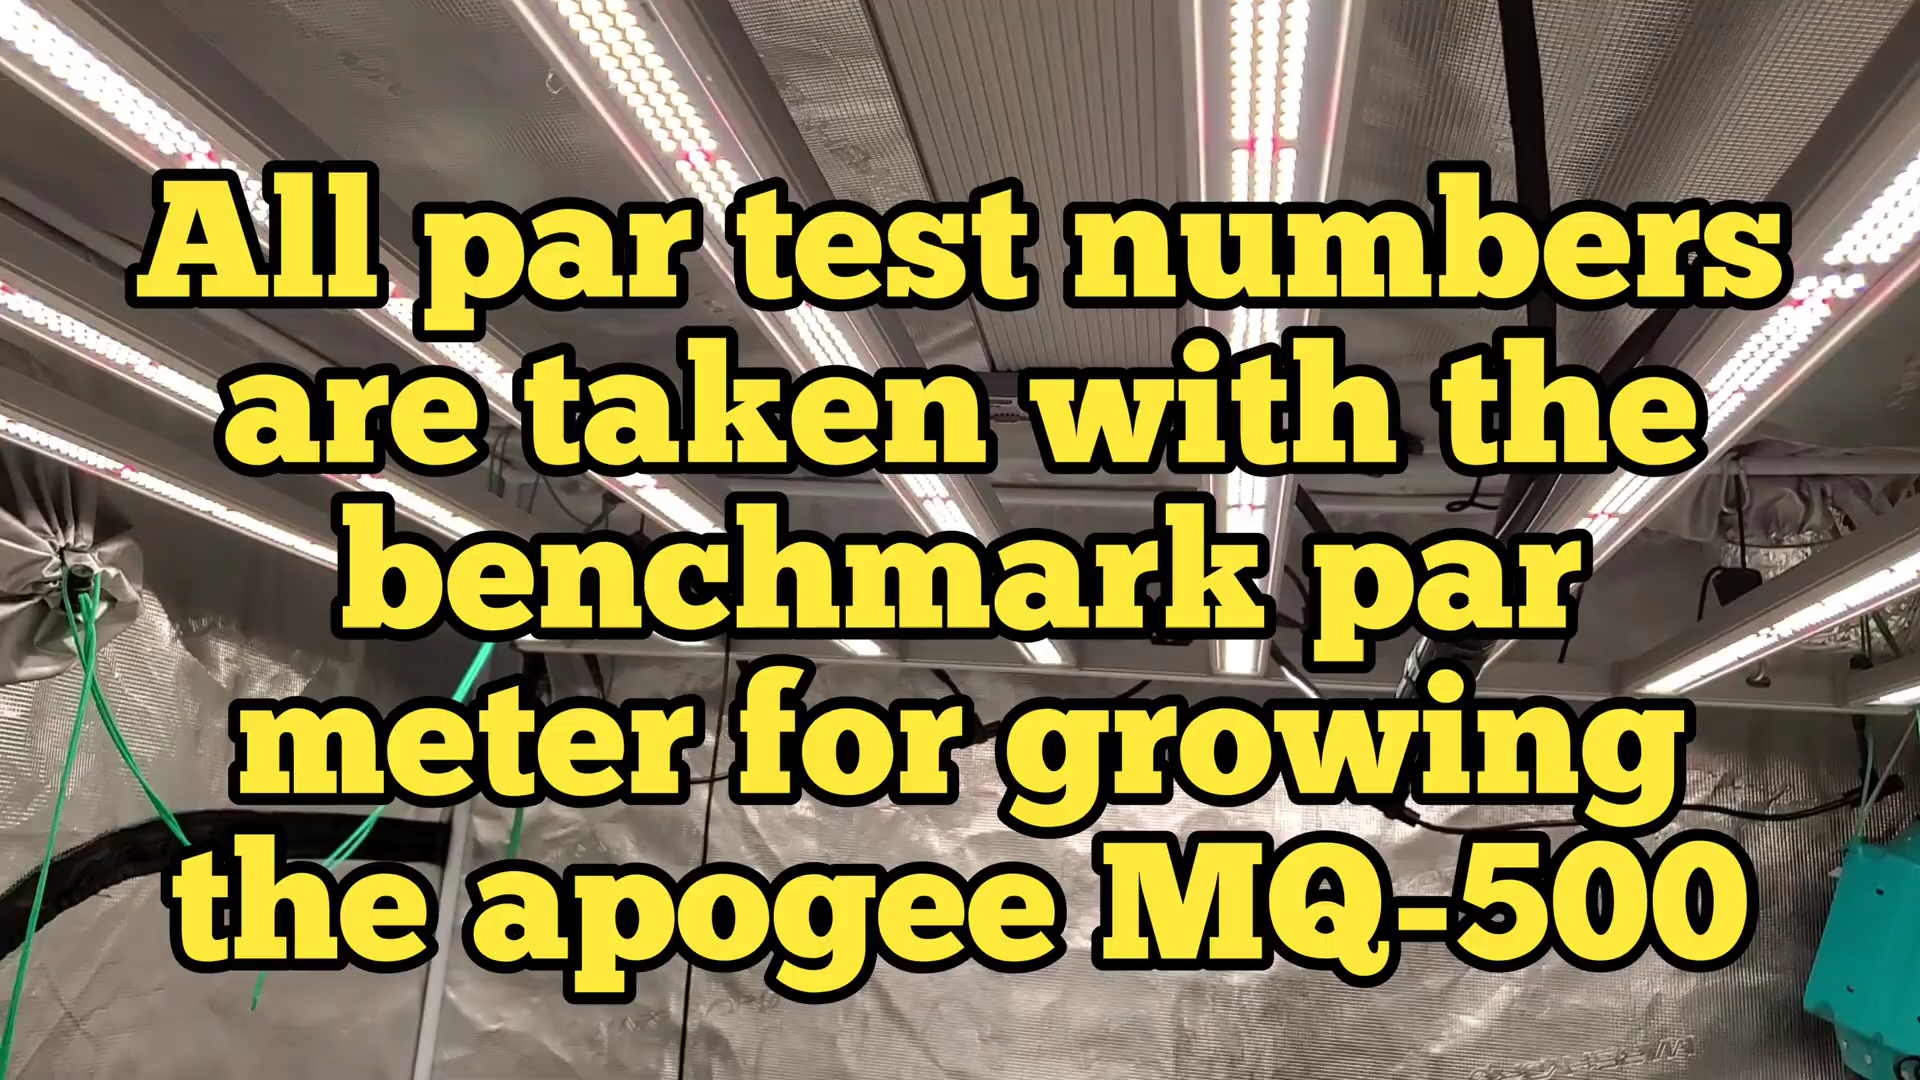 All par test numbers
are taken with the
benchmark par
meter for growing
the apogee MQ-500